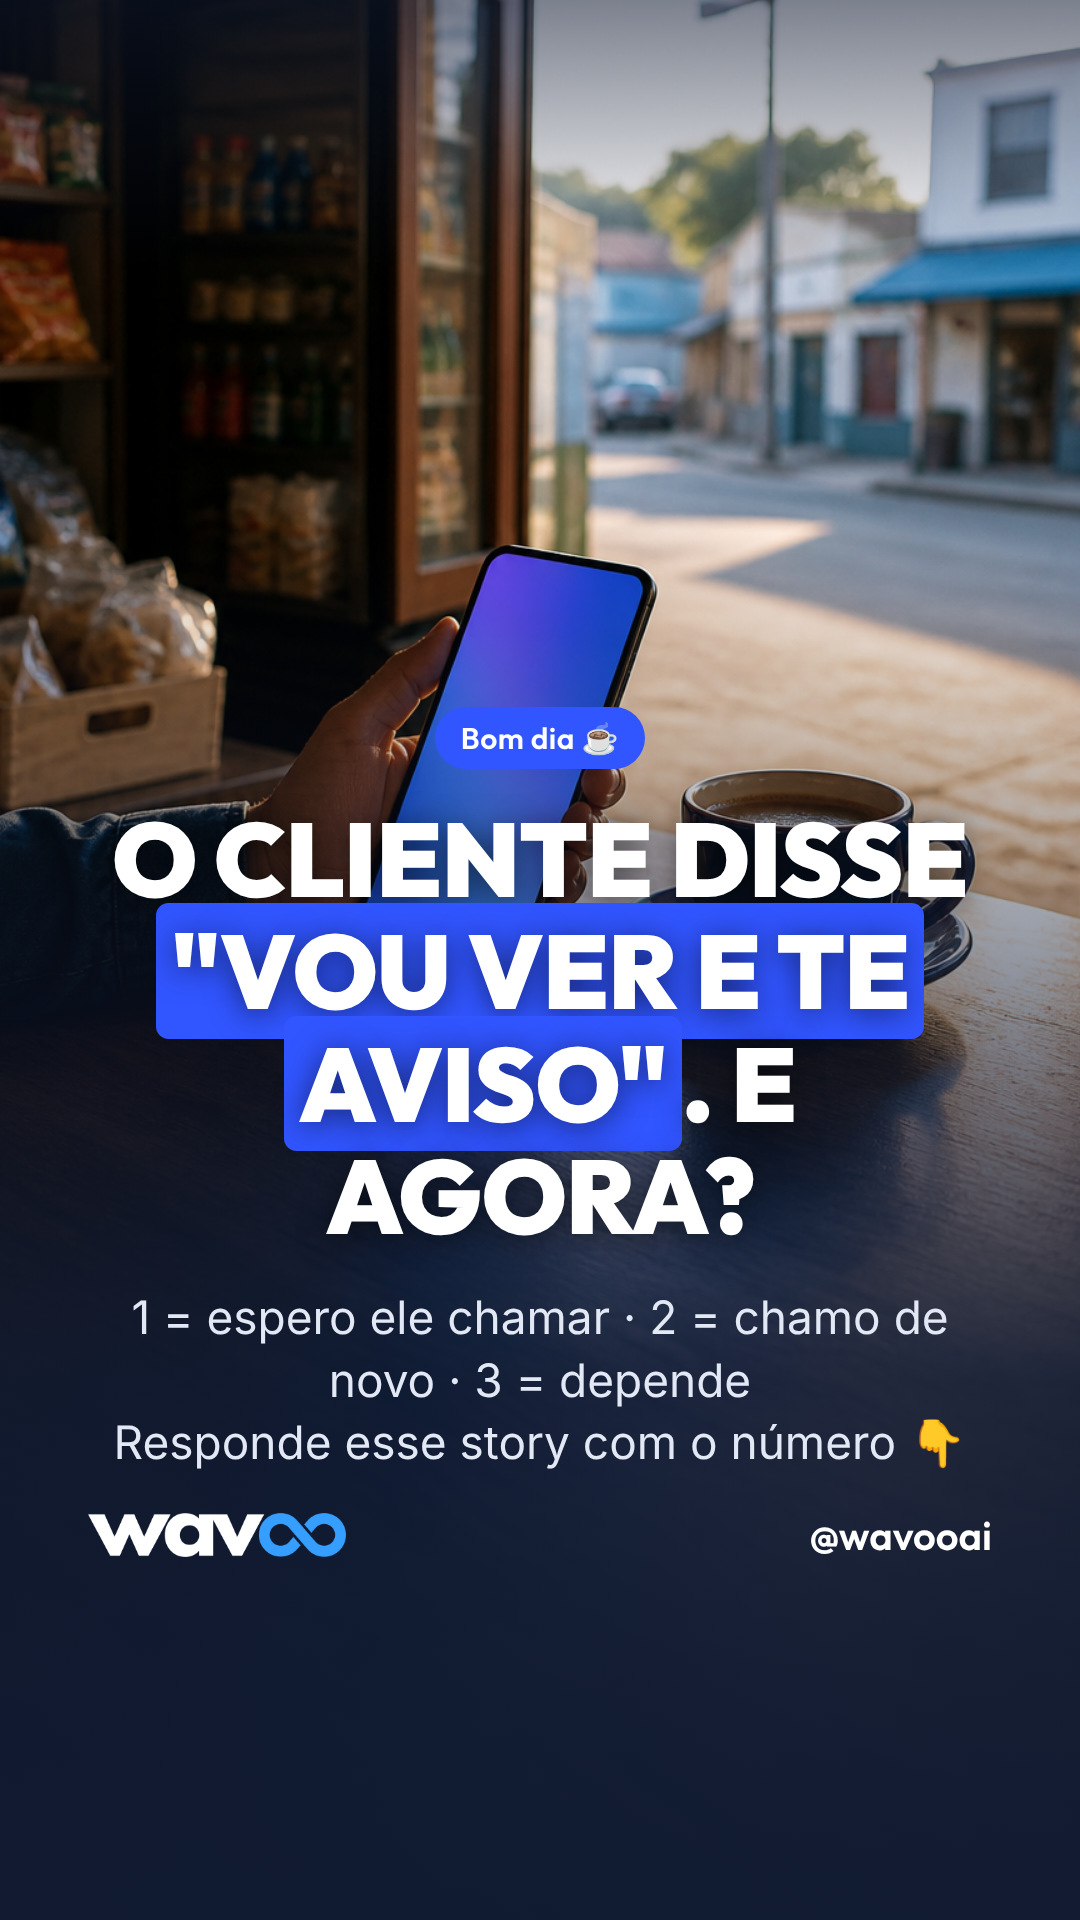 Bom dia ☕
O CLIENTE DISSE
"VOU VER E TE
AVISO" . E
AGORA?
1 = espero ele chamar · 2 = chamo de
novo · 3 = depende
Responde esse story com o número 👇
wavoo
@wavooai